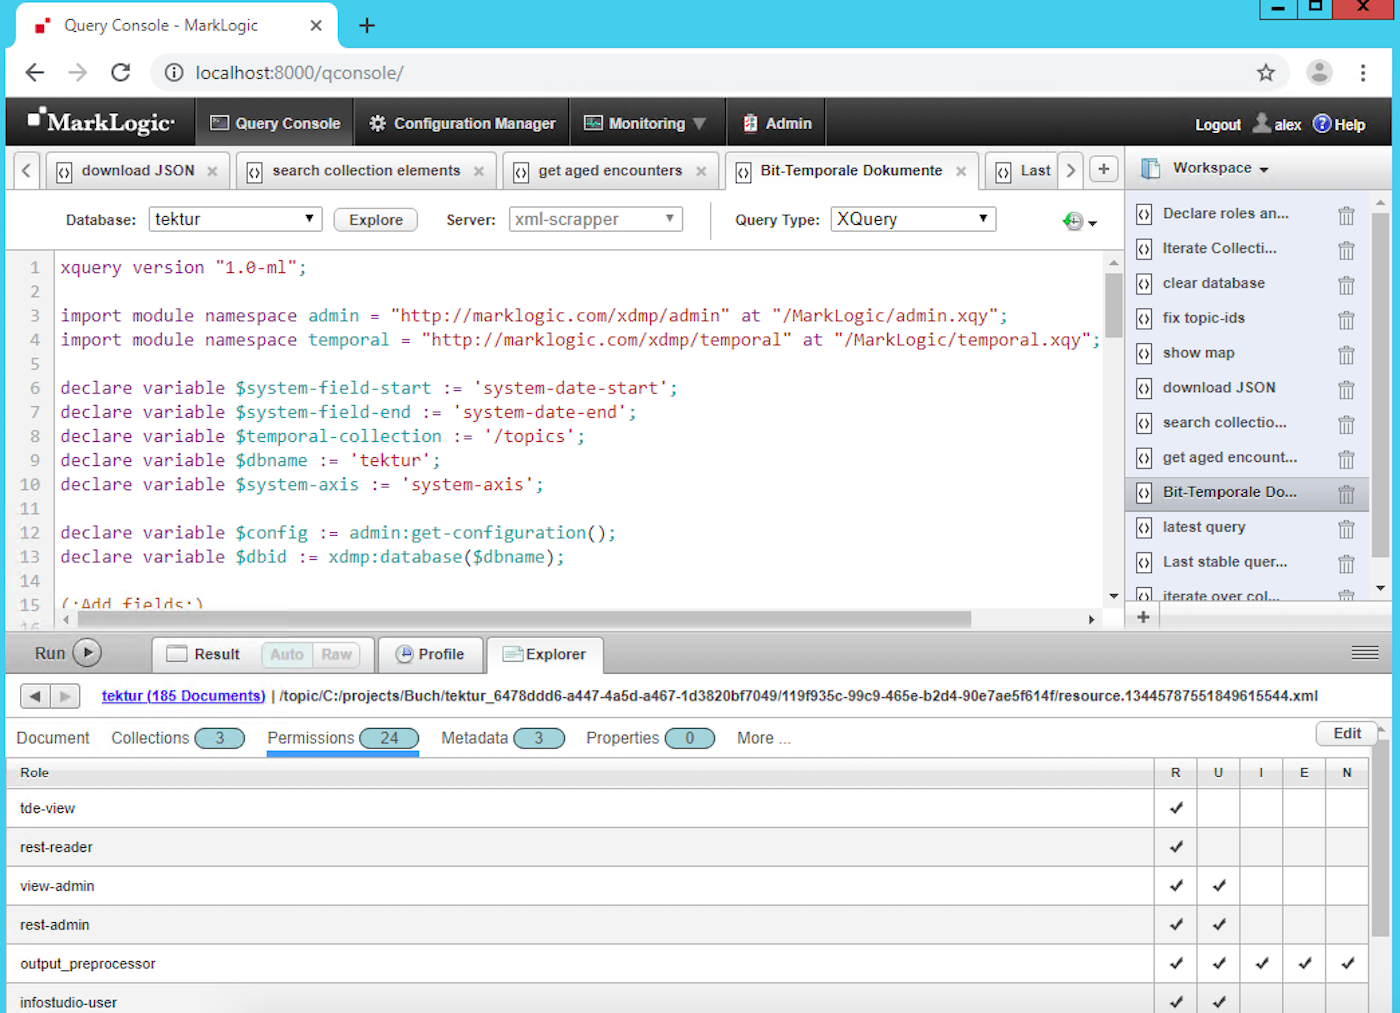 Query Console - MarkLogic
localhost:8000/qconsole/
MarkLogic Query Console Configuration Manager Monitoring Admin Logout alex Help
download JSON search collection elements get aged encounters Bit-Temporale Dokumente Last
Workspace
Database: tektur Explore Server: xml-scrapper Query Type: XQuery
1 xquery version "1.0-ml";
2
3 import module namespace admin = "http://marklogic.com/xdmp/admin" at "/MarkLogic/admin.xqy";
4 import module namespace temporal = "http://marklogic.com/xdmp/temporal" at "/MarkLogic/temporal.xqy";
5
6 declare variable $system-field-start := 'system-date-start';
7 declare variable $system-field-end := 'system-date-end';
8 declare variable $temporal-collection := '/topics';
9 declare variable $dbname := 'tektur';
10 declare variable $system-axis := 'system-axis';
11
12 declare variable $config := admin:get-configuration();
13 declare variable $dbid := xdmp:database($dbname);
14
15 (:Add fields:)
16
Declare roles an...
Iterate Collecti...
clear database
fix topic-ids
show map
download JSON
search collectio...
get aged encount...
Bit-Temporale Do...
latest query
Last stable quer...
iterate over col...
Run Result Auto Raw Profile Explorer
tektur (185 Documents) | /topic/C:/projects/Buch/tektur_6478ddd6-a447-4a5d-a467-1d3820bf7049/119f935c-99c9-465e-b2d4-90e7ae5f614f/resource.13445787551849615544.xml
Document Collections 3 Permissions 24 Metadata 3 Properties 0 More ... Edit
Role R U I E N
tde-view
rest-reader
view-admin
rest-admin
output_preprocessor
infostudio-user